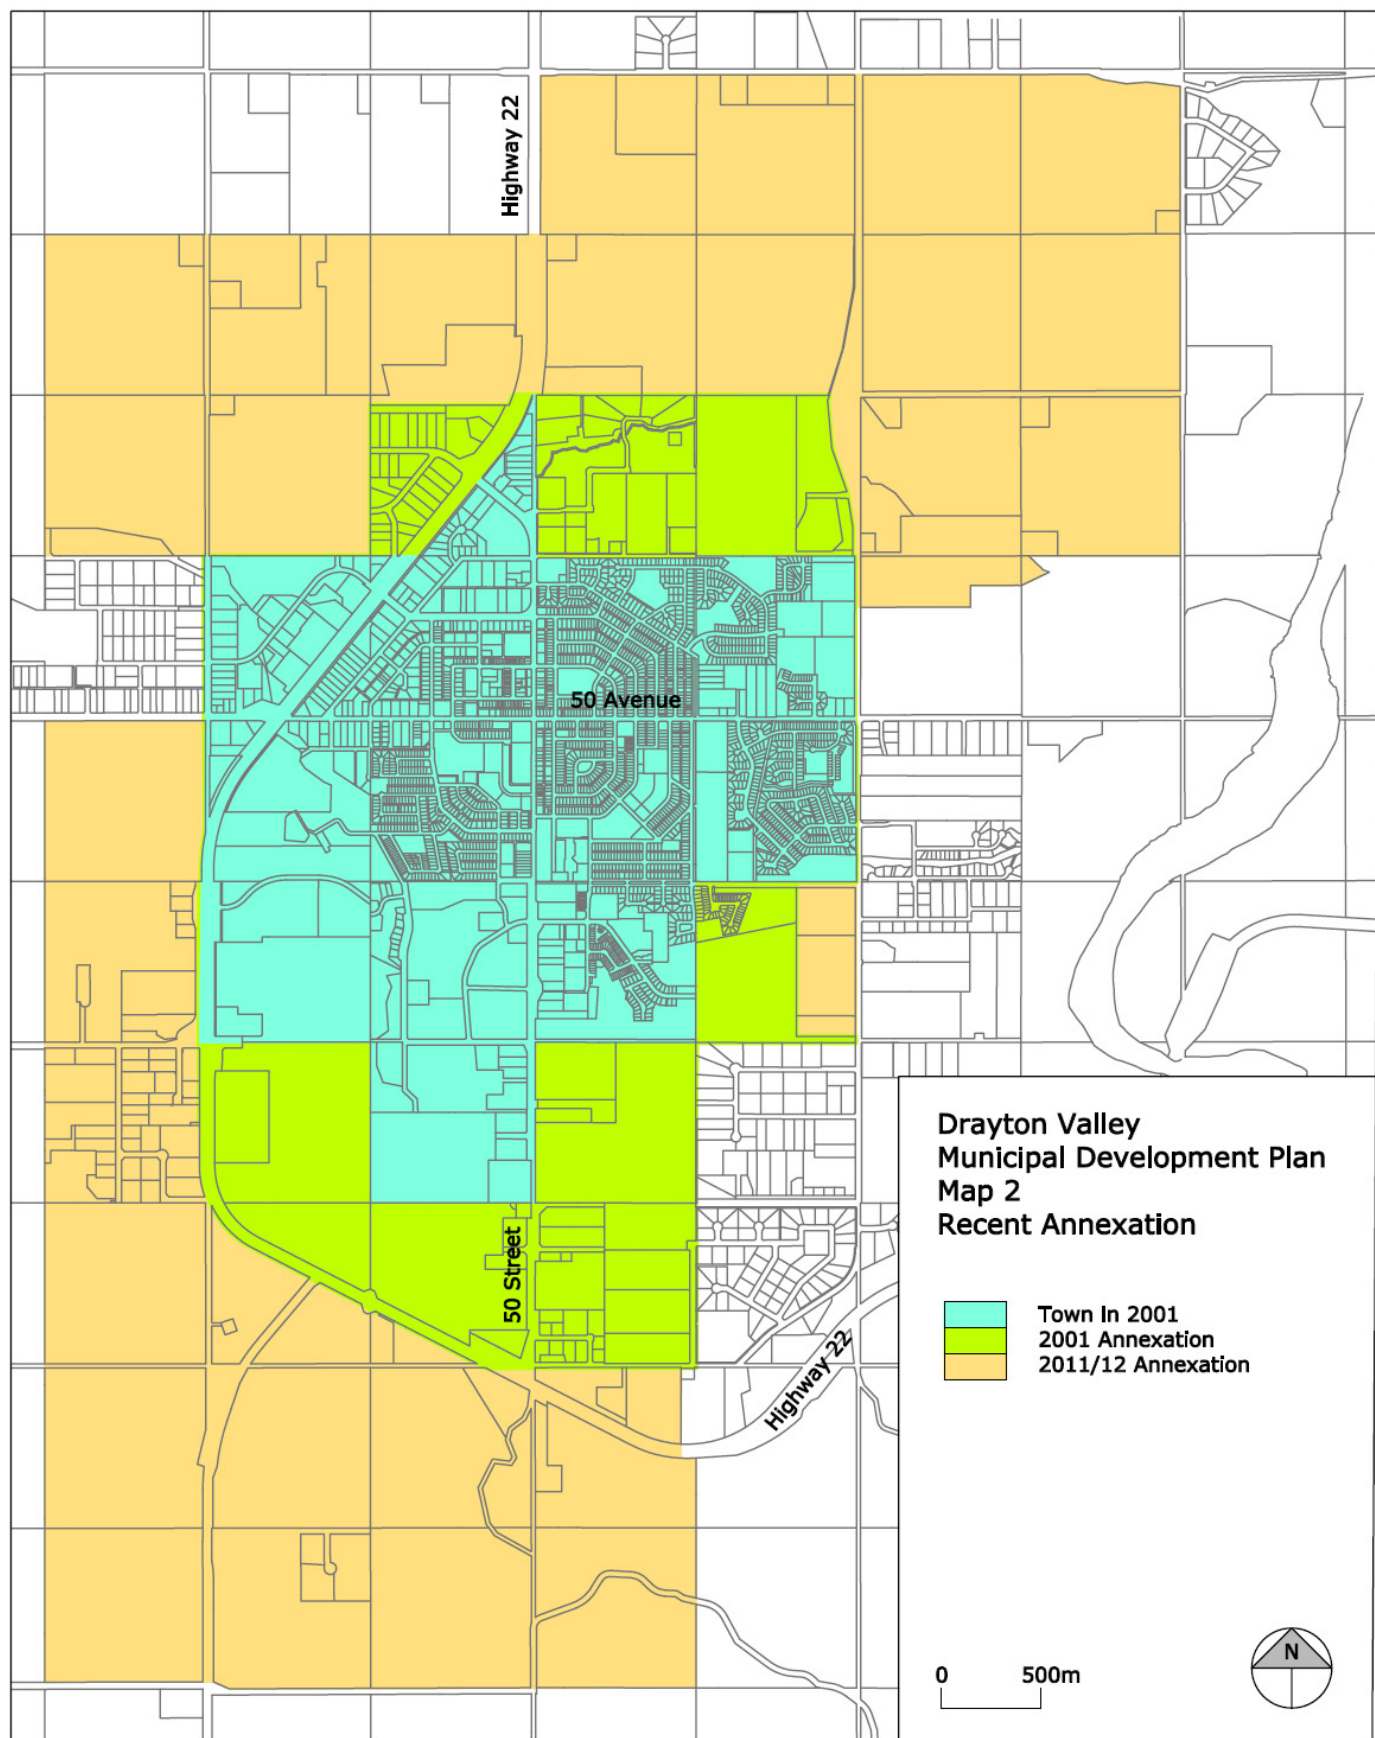 Highway 22
50 Avenue
50 Street
Highway 22
Drayton Valley
Municipal Development Plan
Map 2
Recent Annexation
Town In 2001
2001 Annexation
2011/12 Annexation
0 500m
N